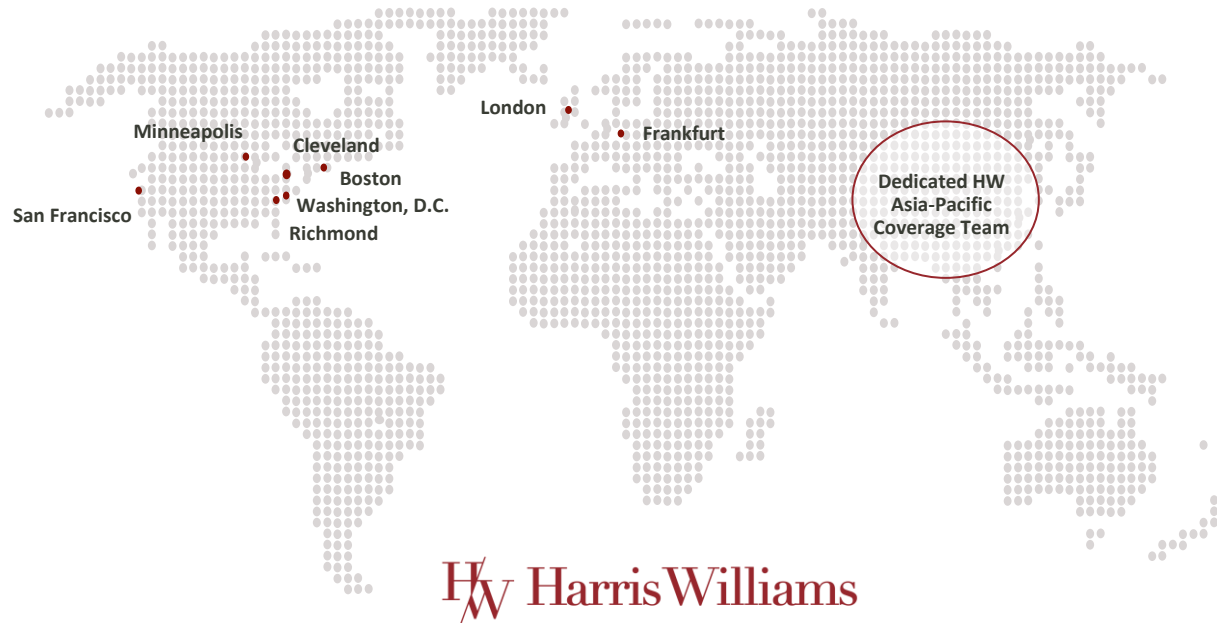 London
Minneapolis
Frankfurt
Cleveland
Boston
Dedicated HW
Asia-Pacific
Coverage Team
San Francisco
Washington, D.C.
Richmond
HW Harris Williams